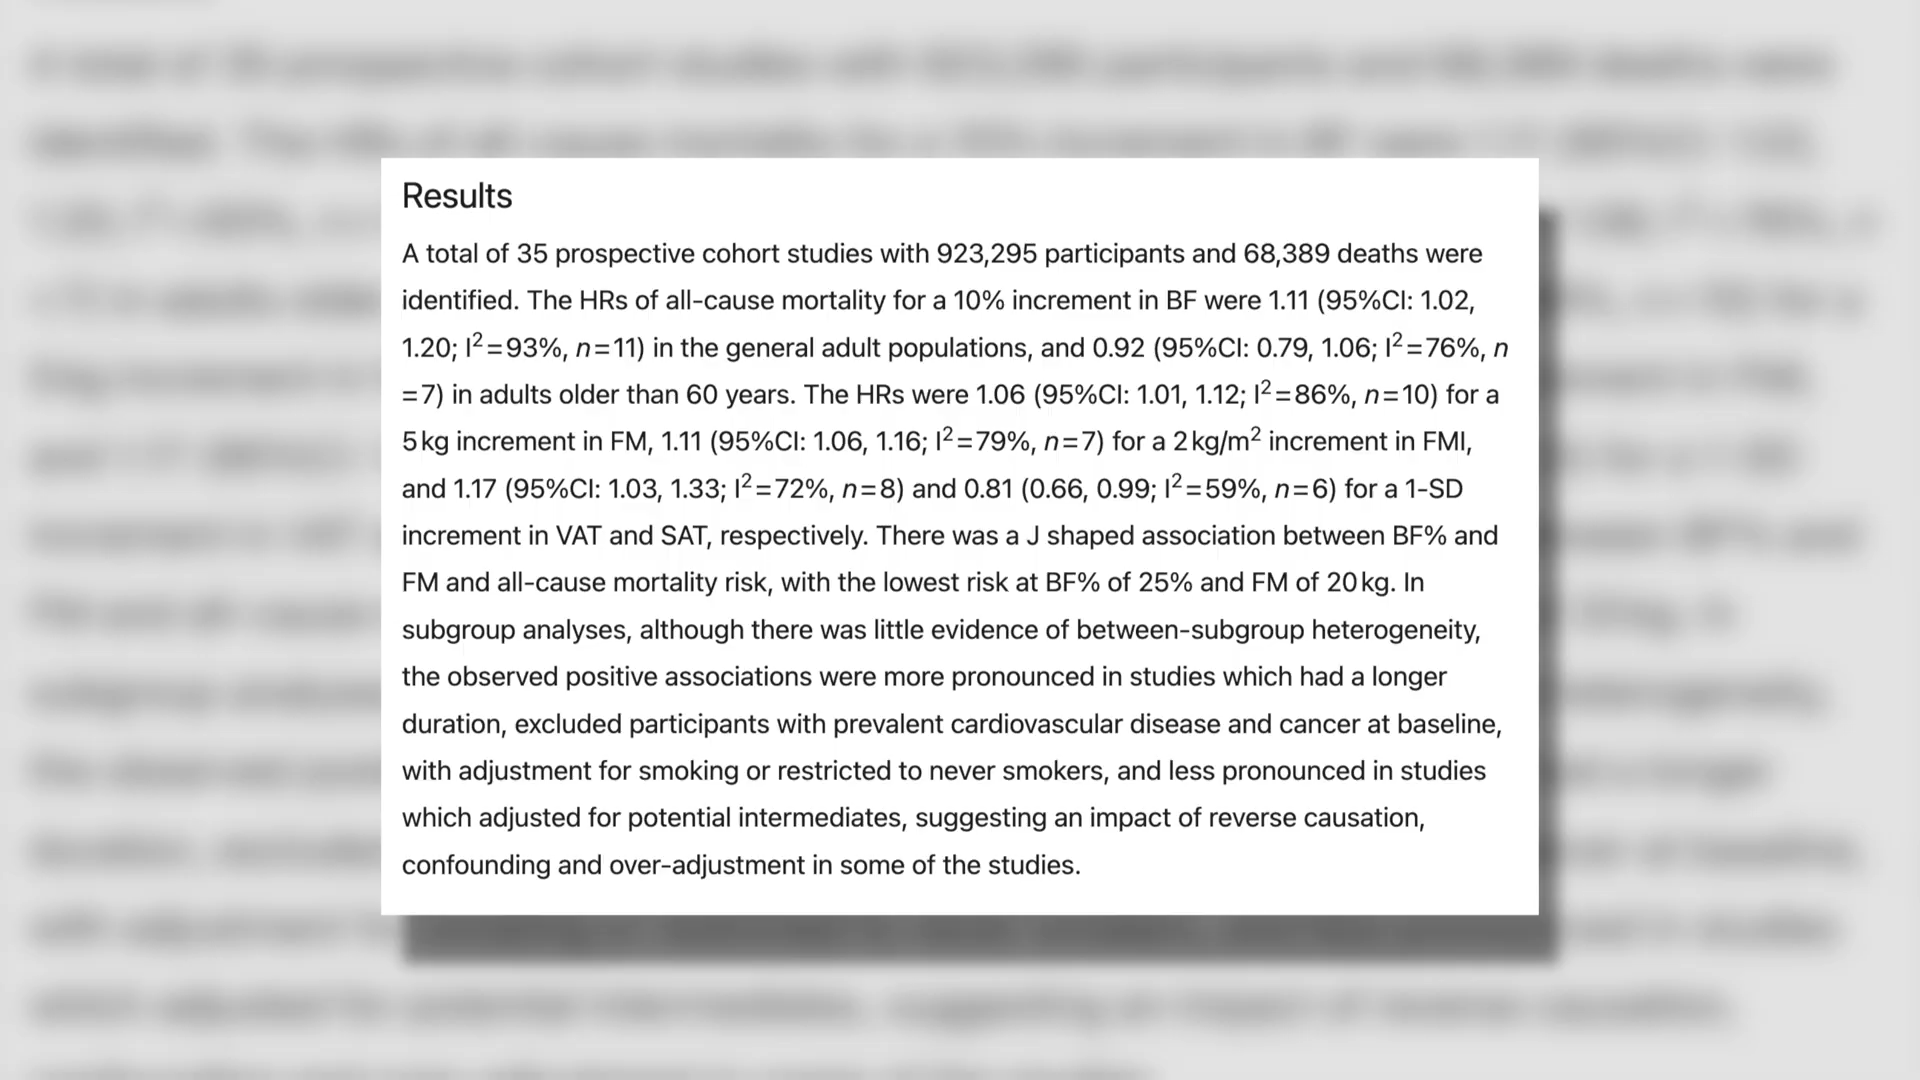 Results
A total of 35 prospective cohort studies with 923,295 participants and 68,389 deaths were
identified. The HRs of all-cause mortality for a 10% increment in BF were 1.11 (95%CI: 1.02,
1.20; I²=93%, n=11) in the general adult populations, and 0.92 (95%CI: 0.79, 1.06; I²=76%, n
=7) in adults older than 60 years. The HRs were 1.06 (95%CI: 1.01, 1.12; I²=86%, n=10) for a
5 kg increment in FM, 1.11 (95%CI: 1.06, 1.16; I²=79%, n=7) for a 2 kg/m² increment in FMI,
and 1.17 (95%CI: 1.03, 1.33; I²=72%, n=8) and 0.81 (0.66, 0.99; I²=59%, n=6) for a 1-SD
increment in VAT and SAT, respectively. There was a J shaped association between BF% and
FM and all-cause mortality risk, with the lowest risk at BF% of 25% and FM of 20 kg. In
subgroup analyses, although there was little evidence of between-subgroup heterogeneity,
the observed positive associations were more pronounced in studies which had a longer
duration, excluded participants with prevalent cardiovascular disease and cancer at baseline,
with adjustment for smoking or restricted to never smokers, and less pronounced in studies
which adjusted for potential intermediates, suggesting an impact of reverse causation,
confounding and over-adjustment in some of the studies.